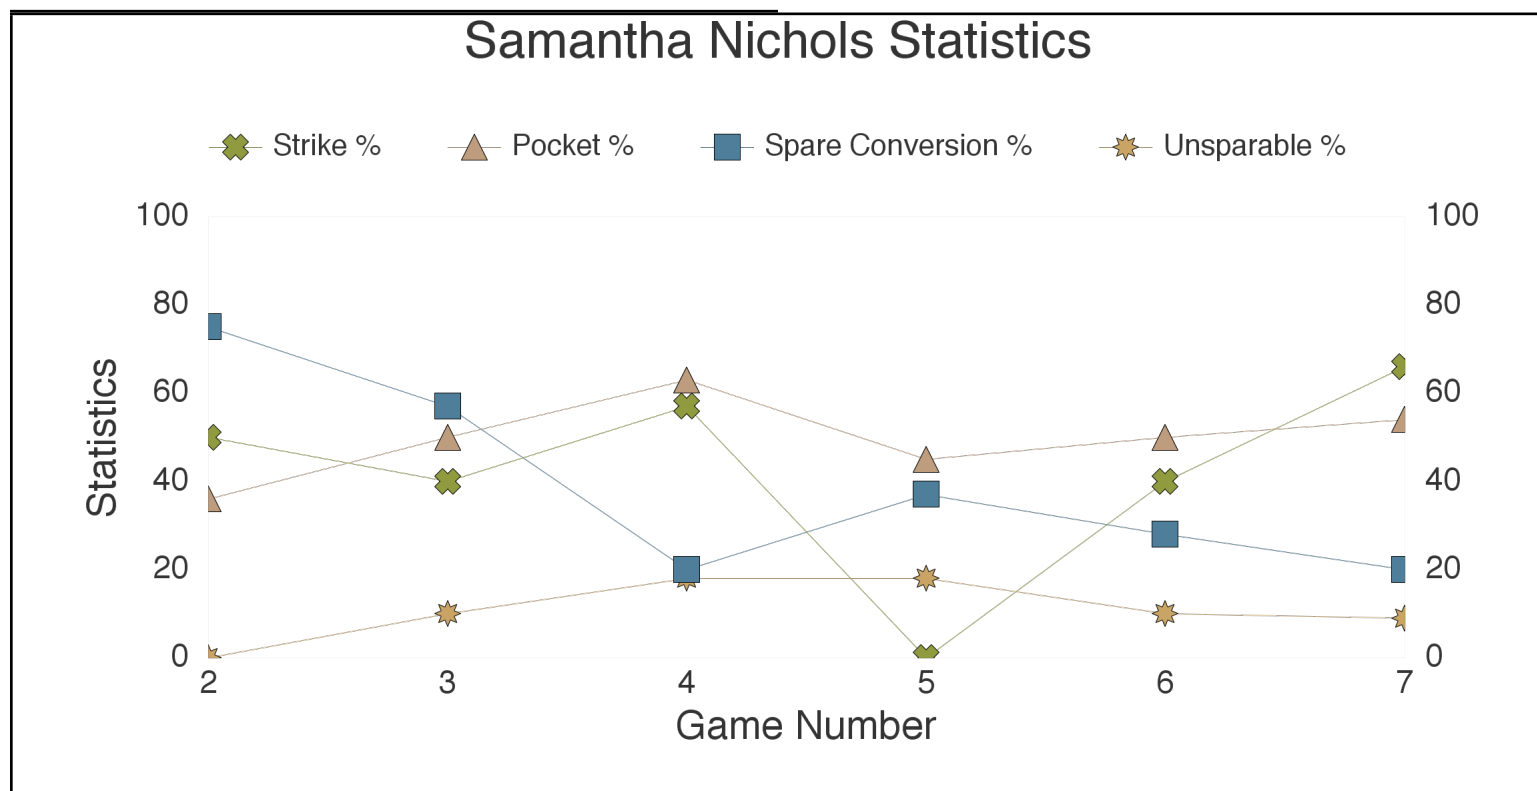 Samantha Nichols Statistics
Strike % Pocket % Spare Conversion % Unsparable %
100 100
80 80
60 60
40 40
20 20
0 0
Statistics
2 3 4 5 6 7
Game Number